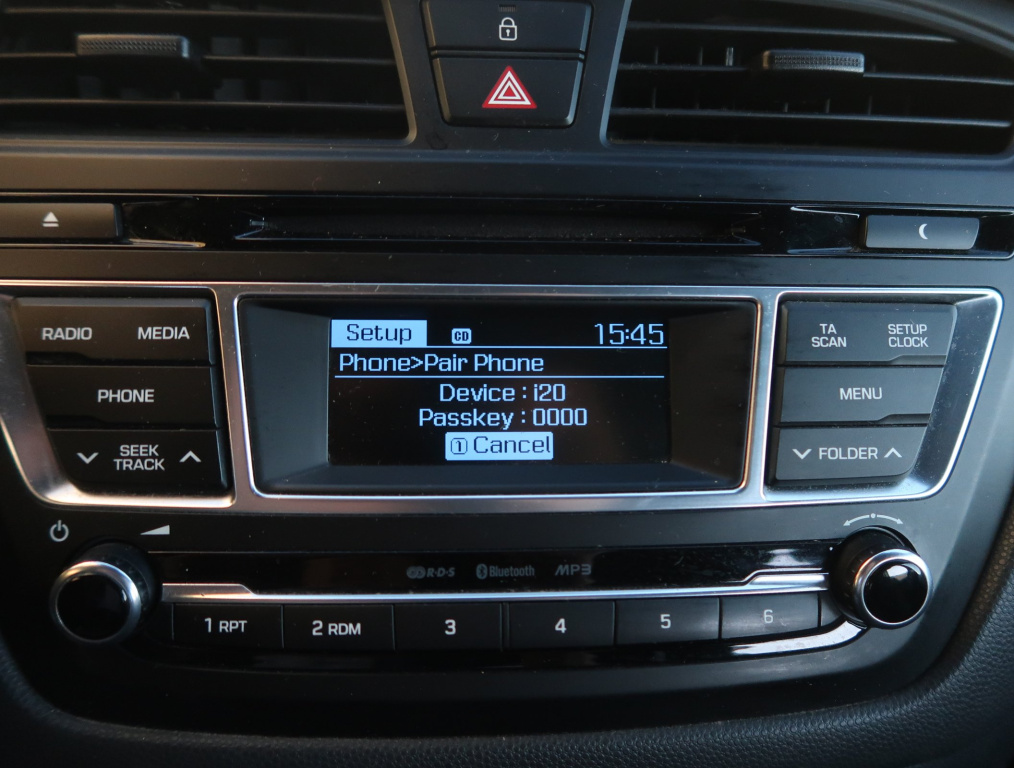 RADIO MEDIA
PHONE
SEEK
TRACK
Setup CD 15:45
Phone>Pair Phone
Device : i20
Passkey : 0000
1 Cancel
TA
SCAN
SETUP
CLOCK
MENU
FOLDER
R·D·S Bluetooth MP3
1 RPT 2 RDM 3 4 5 6